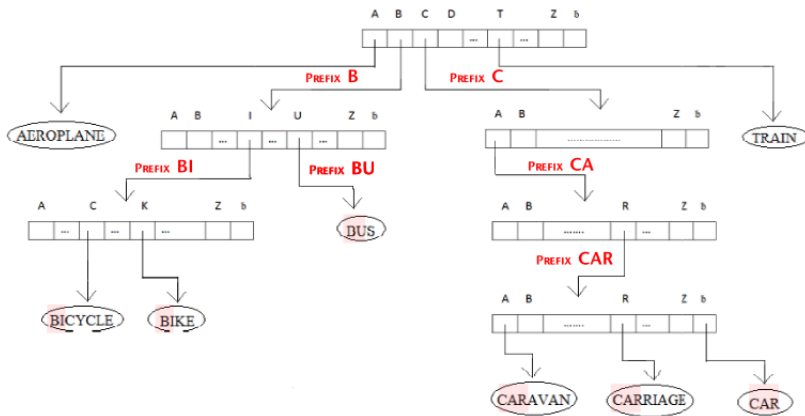 A B C D T Z b
... ...
PREFIX B PREFIX C
AEROPLANE
A B I U Z b
... ... ...
A B Z b
...................
TRAIN
PREFIX BI PREFIX BU PREFIX CA
A C K Z b
... ... ...
BUS
A B R Z b
....... ...
PREFIX CAR
BICYCLE BIKE
A B R Z b
....... ...
CARAVAN CARRIAGE CAR